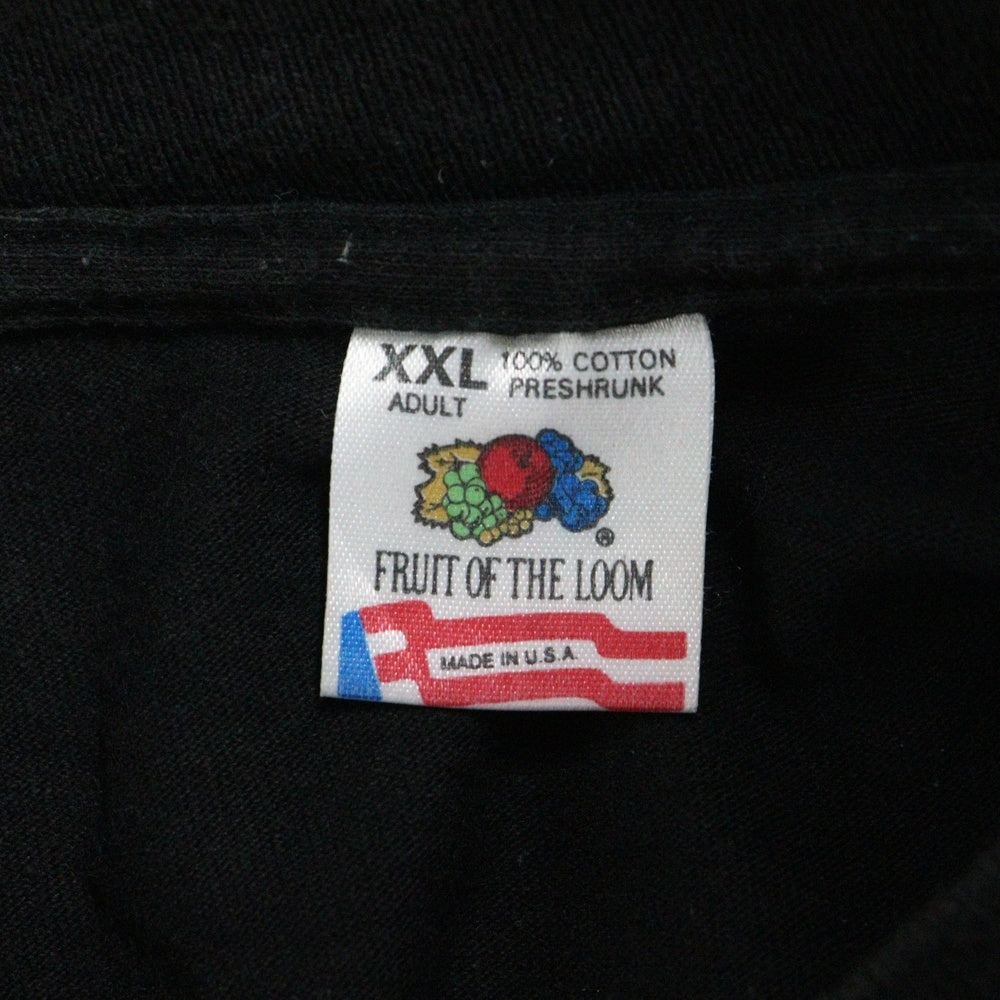 XXL 100% COTTON
ADULT PRESHRUNK
®
FRUIT OF THE LOOM
MADE IN U.S.A.